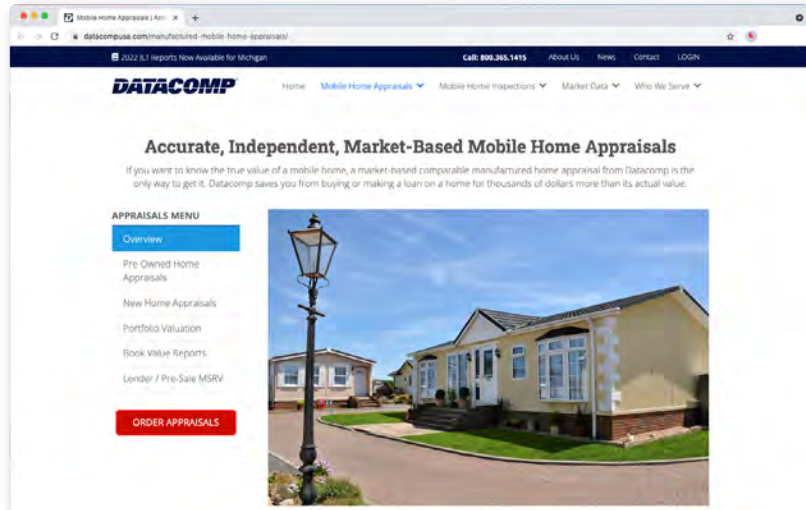 Mobile Home Appraisals | Acc
datacompusa.com/manufactured-mobile-home-appraisals/
2022 JLT Reports Now Available for Michigan
Call: 800.365.1415
About Us
News
Contact
LOGIN
DATACOMP
Home
Mobile Home Appraisals
Mobile Home Inspections
Market Data
Who We Serve
Accurate, Independent, Market-Based Mobile Home Appraisals
If you want to know the true value of a mobile home, a market-based comparable manufactured home appraisal from Datacomp is the
only way to get it. Datacomp saves you from buying or making a loan on a home for thousands of dollars more than its actual value.
APPRAISALS MENU
Overview
Pre-Owned Home
Appraisals
New Home Appraisals
Portfolio Valuation
Book Value Reports
Lender / Pre-Sale MSRV
ORDER APPRAISALS